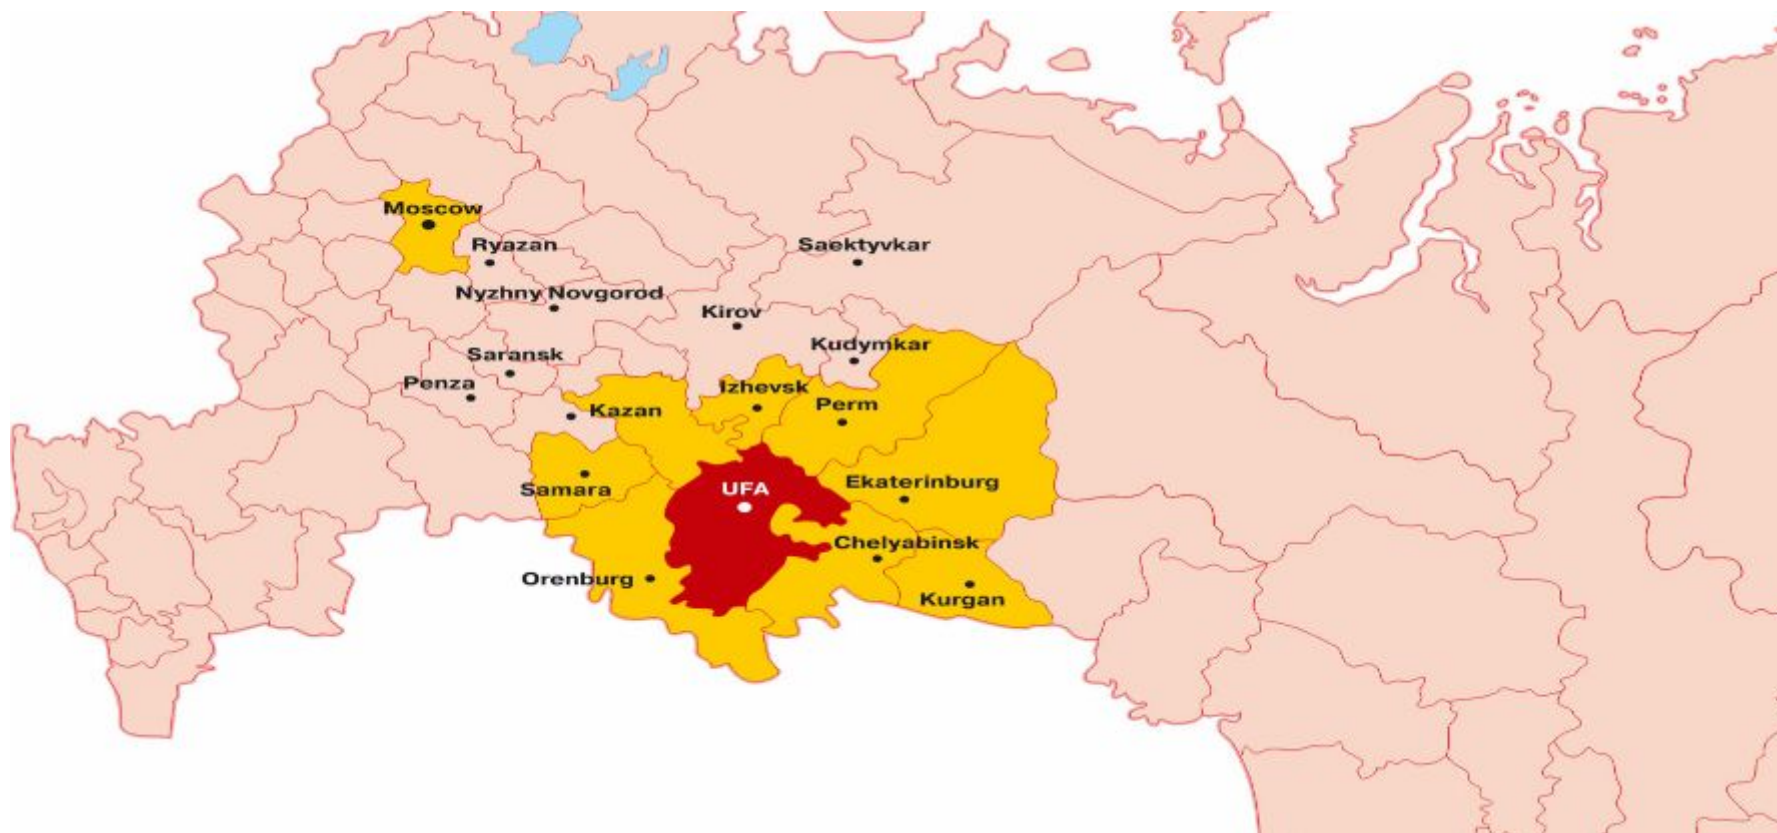 Moscow
Ryazan
Saektyvkar
Nyzhny Novgorod
Kirov
Kudymkar
Saransk
Penza
Izhevsk
Kazan
Perm
Samara
UFA
Ekaterinburg
Chelyabinsk
Orenburg
Kurgan